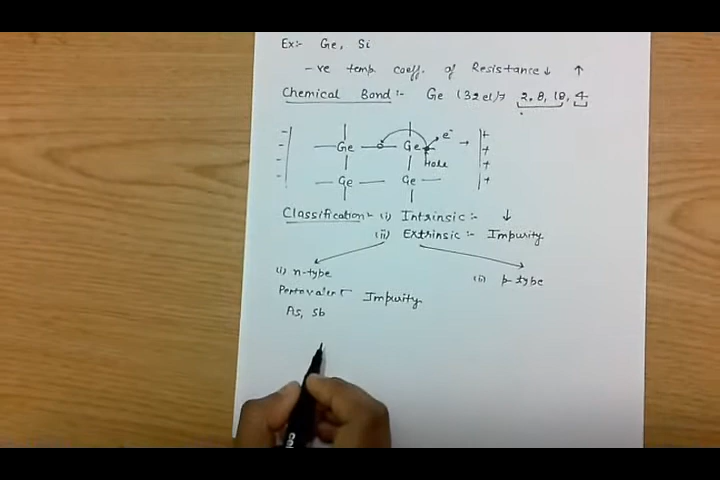 Ex:- Ge, Si
-ve temp. coeff. of Resistance ↓ ↑
Chemical Bond :- Ge (32 el) → 2, 8, 18, 4
Ge Ge e⁻ →
Hole
Ge Ge
Classification:- (i) Intrinsic :- ↓
(ii) Extrinsic :- Impurity
(i) n-type
(ii) p-type
Pentavalent Impurity
As, Sb